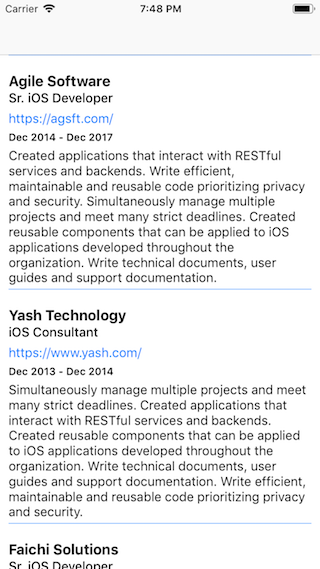 Carrier 7:48 PM
Agile Software
Sr. iOS Developer
https://agsft.com/
Dec 2014 - Dec 2017
Created applications that interact with RESTful
services and backends. Write efficient,
maintainable and reusable code prioritizing privacy
and security. Simultaneously manage multiple
projects and meet many strict deadlines. Created
reusable components that can be applied to iOS
applications developed throughout the
organization. Write technical documents, user
guides and support documentation.
Yash Technology
iOS Consultant
https://www.yash.com/
Dec 2013 - Dec 2014
Simultaneously manage multiple projects and meet
many strict deadlines. Created applications that
interact with RESTful services and backends.
Created reusable components that can be applied
to iOS applications developed throughout the
organization. Write technical documents, user
guides and support documentation. Write efficient,
maintainable and reusable code prioritizing privacy
and security.
Faichi Solutions
Sr. iOS Developer